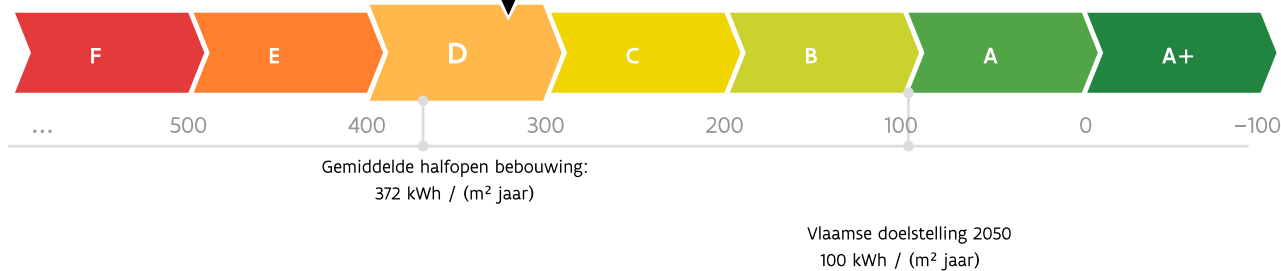 F E D C B A A+
... 500 400 300 200 100 0 −100
Gemiddelde halfopen bebouwing:
372 kWh / (m² jaar)
Vlaamse doelstelling 2050
100 kWh / (m² jaar)